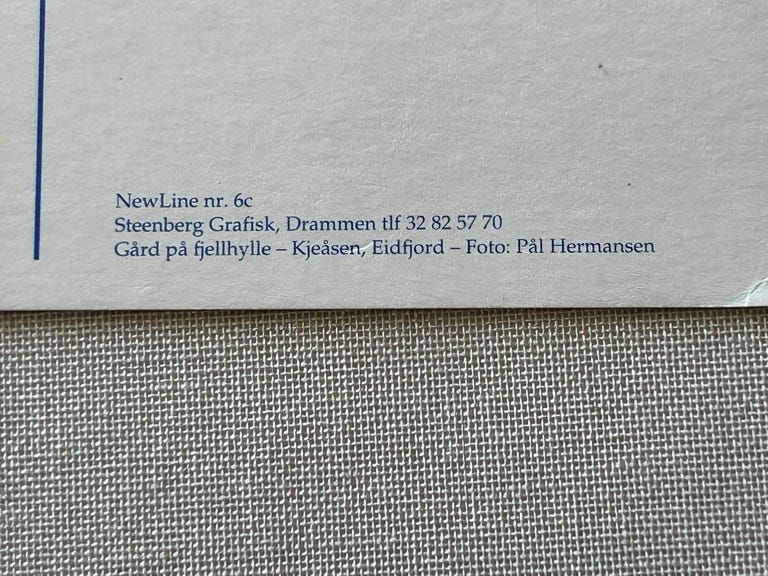 NewLine nr. 6c
Steenberg Grafisk, Drammen tlf 32 82 57 70
Gård på fjellhylle – Kjeåsen, Eidfjord – Foto: Pål Hermansen